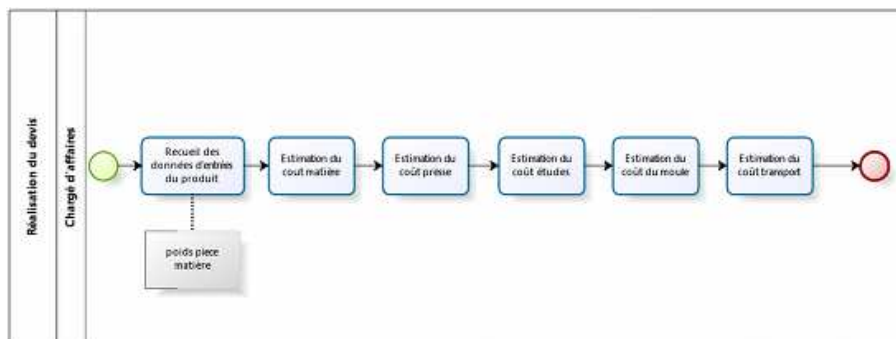 Réalisation du devis
Chargé d'affaires
Recueil des
données d'entrées
du produit
Estimation du
cout matière
Estimation du
coût presse
Estimation du
coût études
Estimation du
coût du moule
Estimation du
coût transport
poids piece
matière